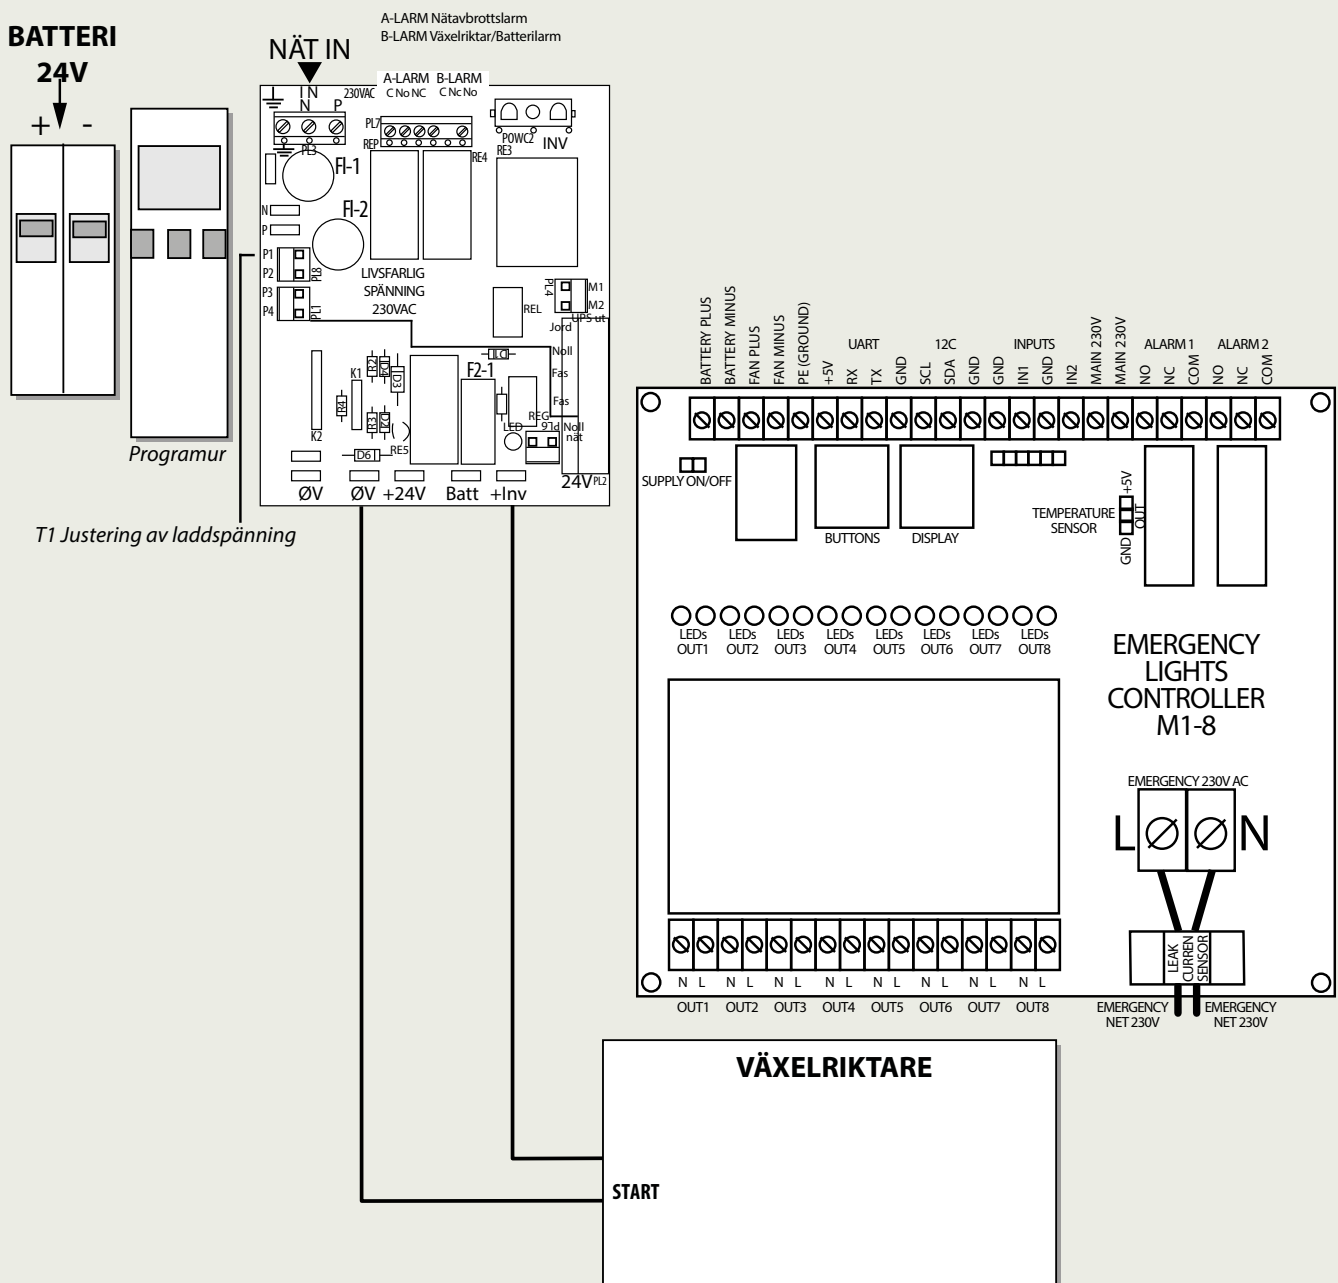 A-LARM Nätavbrottslarm
B-LARM Växelriktar/Batterilarm
BATTERI
24V
+ -
Programur
T1 Justering av laddspänning
NÄT IN
A-LARM B-LARM
C No NC C Nc No
IN
N P
230VAC
PL3
PL7
REP
RE4
POWC2
INV
RE3
FI-1
FI-2
N
P
P1
P2
PL8
P3
P4
PL1
LIVSFARLIG
SPÄNNING
230VAC
REL
PL4
M1
M2
UPS ut
Jord
Noll
Fas
Fas
Noll
nät
K1
K2
R4
R2
D4
D3
R3
D2
RE5
D6
F2-1
D1
REG
LED
PL6
24V PL2
ØV ØV +24V Batt +Inv
BATTERY PLUS
BATTERY MINUS
FAN PLUS
FAN MINUS
PE (GROUND)
+5V
UART
RX
TX
GND
12C
SCL
SDA
GND
INPUTS
GND
IN1
GND
IN2
MAIN 230V
MAIN 230V
ALARM 1
NO
NC
COM
ALARM 2
NO
NC
COM
SUPPLY ON/OFF
BUTTONS
DISPLAY
TEMPERATURE
SENSOR
+5V
OUT
GND
LEDs LEDs LEDs LEDs LEDs LEDs LEDs LEDs
OUT1 OUT2 OUT3 OUT4 OUT5 OUT6 OUT7 OUT8
EMERGENCY
LIGHTS
CONTROLLER
M1-8
EMERGENCY 230V AC
L N
LEAK
CURREN
SENSOR
N L N L N L N L N L N L N L N L
OUT1 OUT2 OUT3 OUT4 OUT5 OUT6 OUT7 OUT8
EMERGENCY
NET 230V
EMERGENCY
NET 230V
VÄXELRIKTARE
START